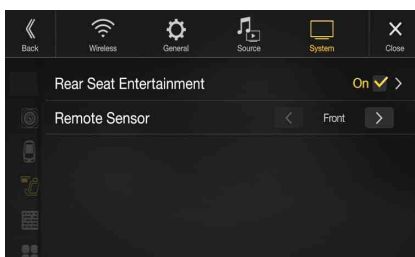 Back
Wireless
General
Source
System
Close
Rear Seat Entertainment
On
Remote Sensor
Front